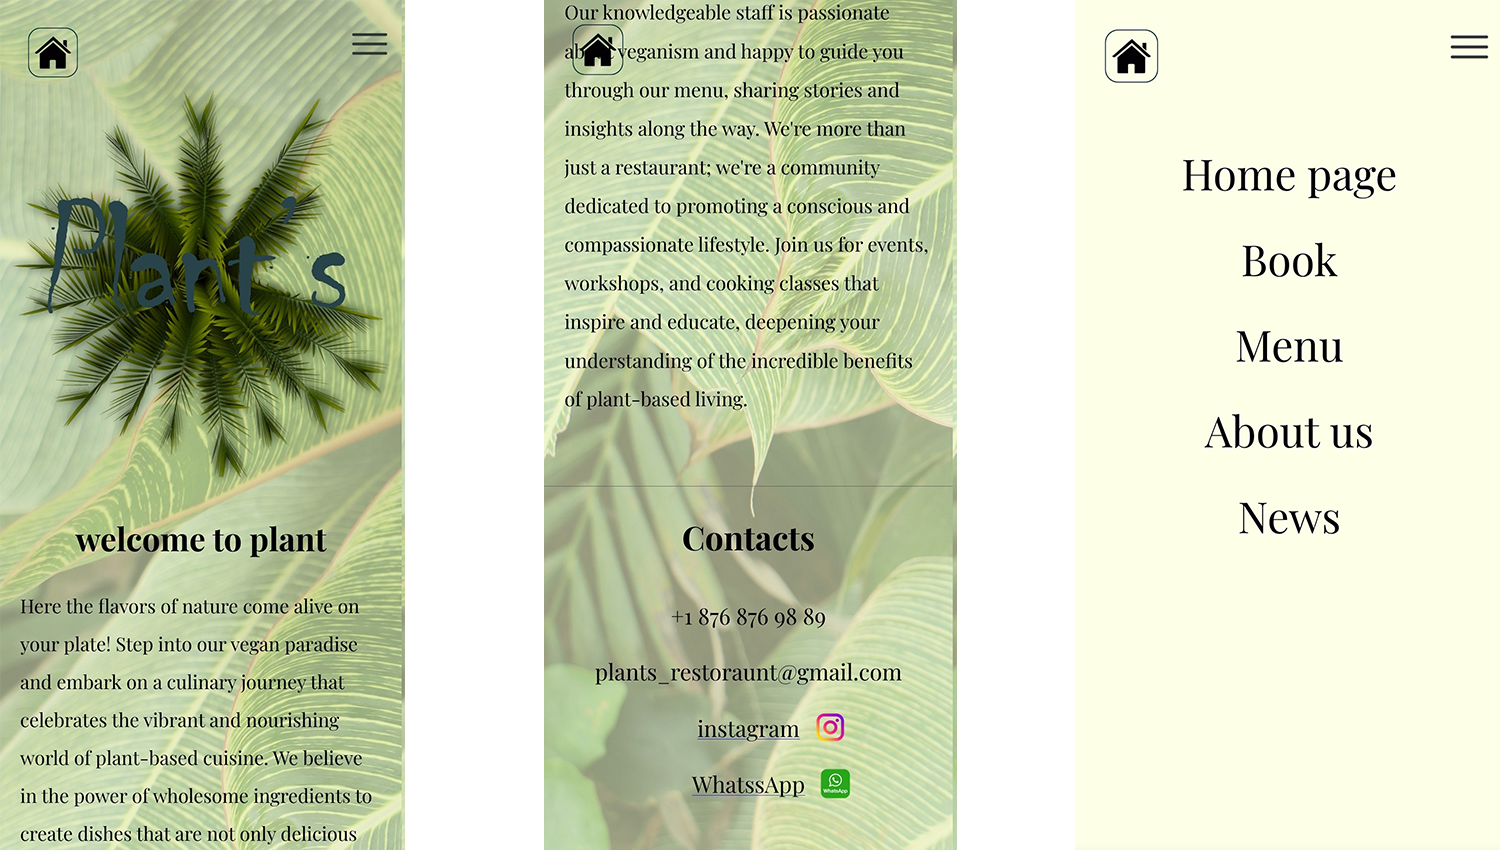 Plant's
welcome to plant
Here the flavors of nature come alive on
your plate! Step into our vegan paradise
and embark on a culinary journey that
celebrates the vibrant and nourishing
world of plant-based cuisine. We believe
in the power of wholesome ingredients to
create dishes that are not only delicious
Our knowledgeable staff is passionate
about veganism and happy to guide you
through our menu, sharing stories and
insights along the way. We're more than
just a restaurant; we're a community
dedicated to promoting a conscious and
compassionate lifestyle. Join us for events,
workshops, and cooking classes that
inspire and educate, deepening your
understanding of the incredible benefits
of plant-based living.
Contacts
+1 876 876 98 89
plants_restoraunt@gmail.com
instagram
WhatssApp
WhatsApp
Home page
Book
Menu
About us
News